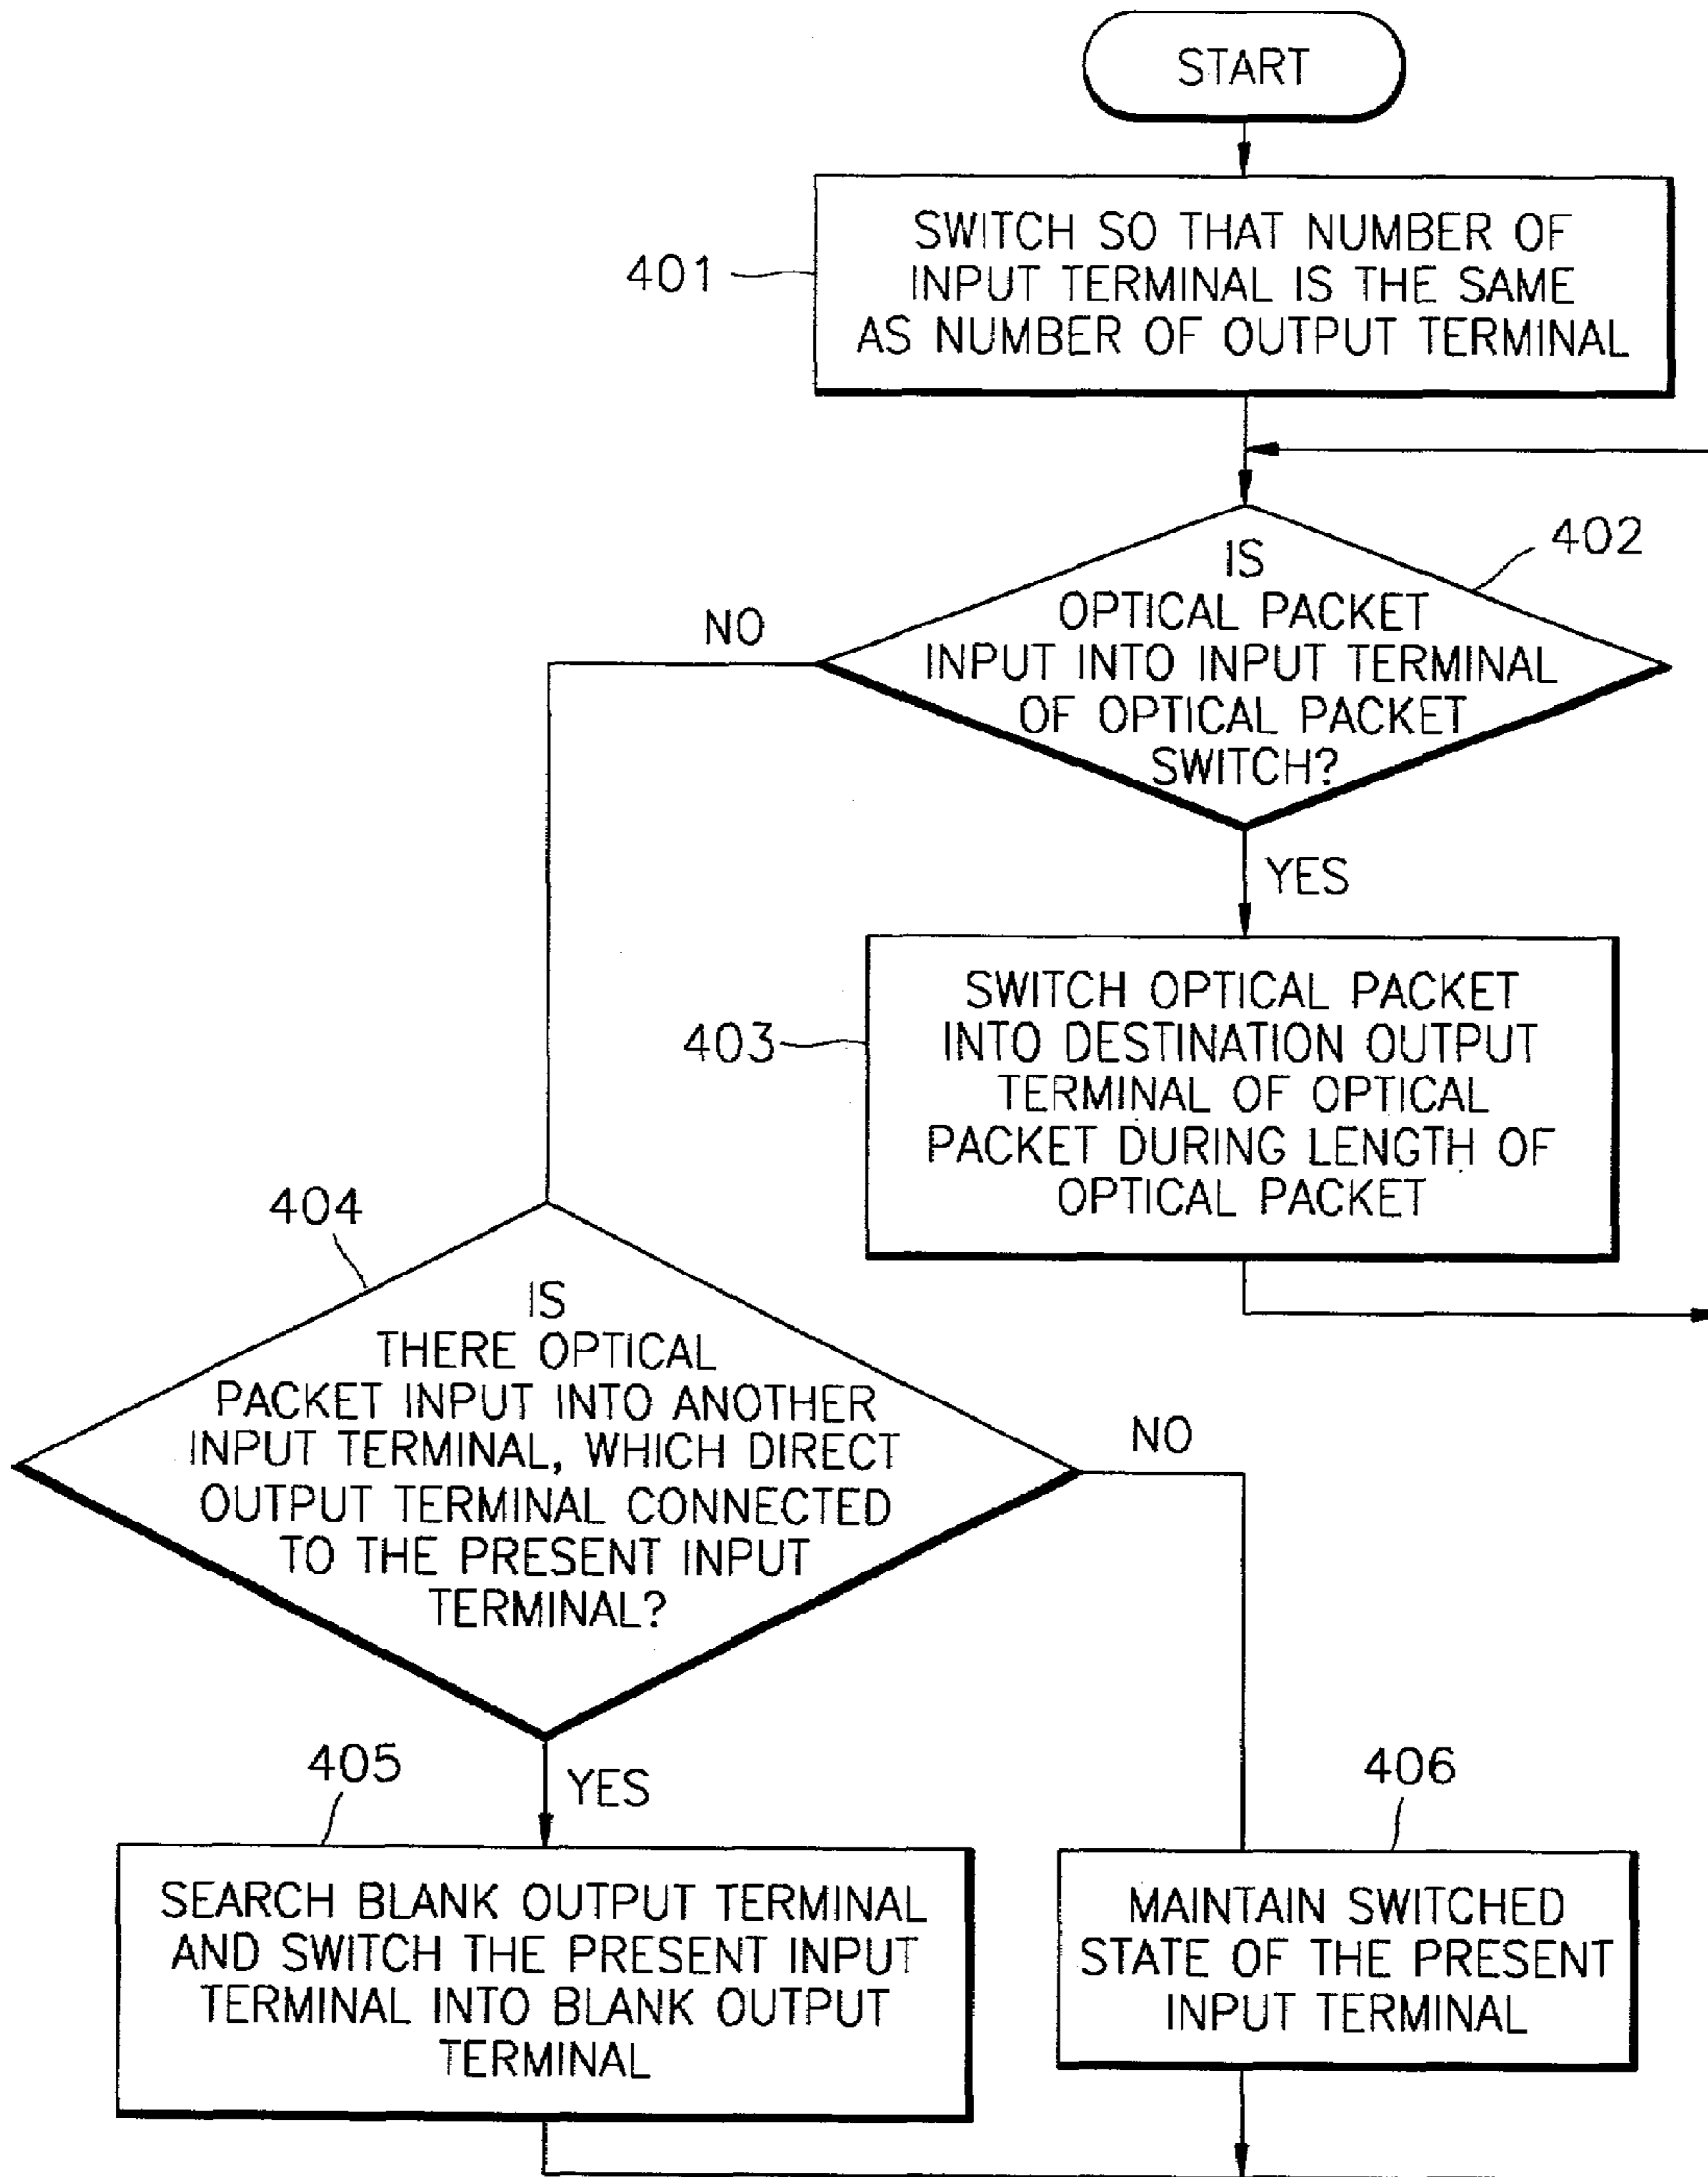 START
401
SWITCH SO THAT NUMBER OF
INPUT TERMINAL IS THE SAME
AS NUMBER OF OUTPUT TERMINAL
402
IS
OPTICAL PACKET
INPUT INTO INPUT TERMINAL
OF OPTICAL PACKET
SWITCH?
NO
YES
403
SWITCH OPTICAL PACKET
INTO DESTINATION OUTPUT
TERMINAL OF OPTICAL
PACKET DURING LENGTH OF
OPTICAL PACKET
404
IS
THERE OPTICAL
PACKET INPUT INTO ANOTHER
INPUT TERMINAL, WHICH DIRECT
OUTPUT TERMINAL CONNECTED
TO THE PRESENT INPUT
TERMINAL?
NO
YES
405
SEARCH BLANK OUTPUT TERMINAL
AND SWITCH THE PRESENT INPUT
TERMINAL INTO BLANK OUTPUT
TERMINAL
406
MAINTAIN SWITCHED
STATE OF THE PRESENT
INPUT TERMINAL